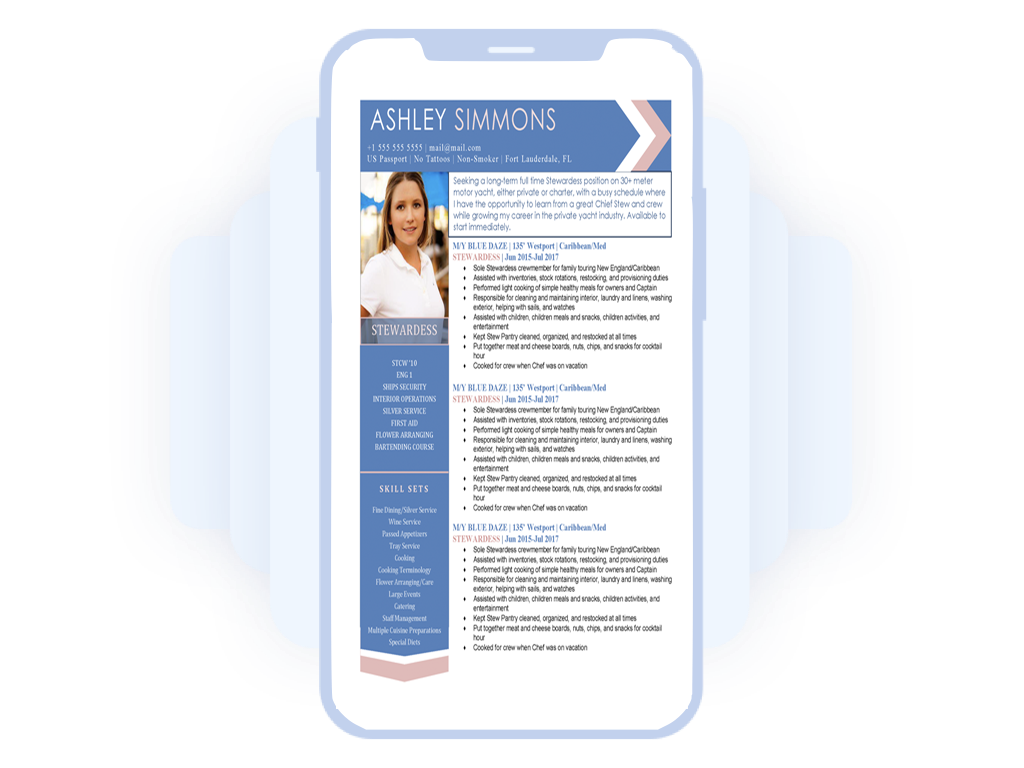 ASHLEY SIMMONS
+1 555 555 5555 | mail@mail.com
US Passport | No Tattoos | Non-Smoker | Fort Lauderdale, FL
Seeking a long-term full time Stewardess position on 30+ meter
motor yacht, either private or charter, with a busy schedule where
I have the opportunity to learn from a great Chief Stew and crew
while growing my career in the private yacht industry. Available to
start immediately.
STEWARDESS
STCW '10
ENG 1
SHIPS SECURITY
INTERIOR OPERATIONS
SILVER SERVICE
FIRST AID
FLOWER ARRANGING
BARTENDING COURSE
SKILL SETS
Fine Dining/Silver Service
Wine Service
Passed Appetizers
Tray Service
Cooking
Cooking Terminology
Flower Arranging/Care
Large Events
Catering
Staff Management
Multiple Cuisine Preparations
Special Diets
M/Y BLUE DAZE | 135' Westport | Caribbean/Med
STEWARDESS | Jun 2015-Jul 2017
♦ Sole Stewardess crewmember for family touring New England/Caribbean
♦ Assisted with inventories, stock rotations, restocking, and provisioning duties
♦ Performed light cooking of simple healthy meals for owners and Captain
♦ Responsible for cleaning and maintaining interior, laundry and linens, washing
exterior, helping with sails, and watches
♦ Assisted with children, children meals and snacks, children activities, and
entertainment
♦ Kept Stew Pantry cleaned, organized, and restocked at all times
♦ Put together meat and cheese boards, nuts, chips, and snacks for cocktail
hour
♦ Cooked for crew when Chef was on vacation
M/Y BLUE DAZE | 135' Westport | Caribbean/Med
STEWARDESS | Jun 2015-Jul 2017
♦ Sole Stewardess crewmember for family touring New England/Caribbean
♦ Assisted with inventories, stock rotations, restocking, and provisioning duties
♦ Performed light cooking of simple healthy meals for owners and Captain
♦ Responsible for cleaning and maintaining interior, laundry and linens, washing
exterior, helping with sails, and watches
♦ Assisted with children, children meals and snacks, children activities, and
entertainment
♦ Kept Stew Pantry cleaned, organized, and restocked at all times
♦ Put together meat and cheese boards, nuts, chips, and snacks for cocktail
hour
♦ Cooked for crew when Chef was on vacation
M/Y BLUE DAZE | 135' Westport | Caribbean/Med
STEWARDESS | Jun 2015-Jul 2017
♦ Sole Stewardess crewmember for family touring New England/Caribbean
♦ Assisted with inventories, stock rotations, restocking, and provisioning duties
♦ Performed light cooking of simple healthy meals for owners and Captain
♦ Responsible for cleaning and maintaining interior, laundry and linens, washing
exterior, helping with sails, and watches
♦ Assisted with children, children meals and snacks, children activities, and
entertainment
♦ Kept Stew Pantry cleaned, organized, and restocked at all times
♦ Put together meat and cheese boards, nuts, chips, and snacks for cocktail
hour
♦ Cooked for crew when Chef was on vacation